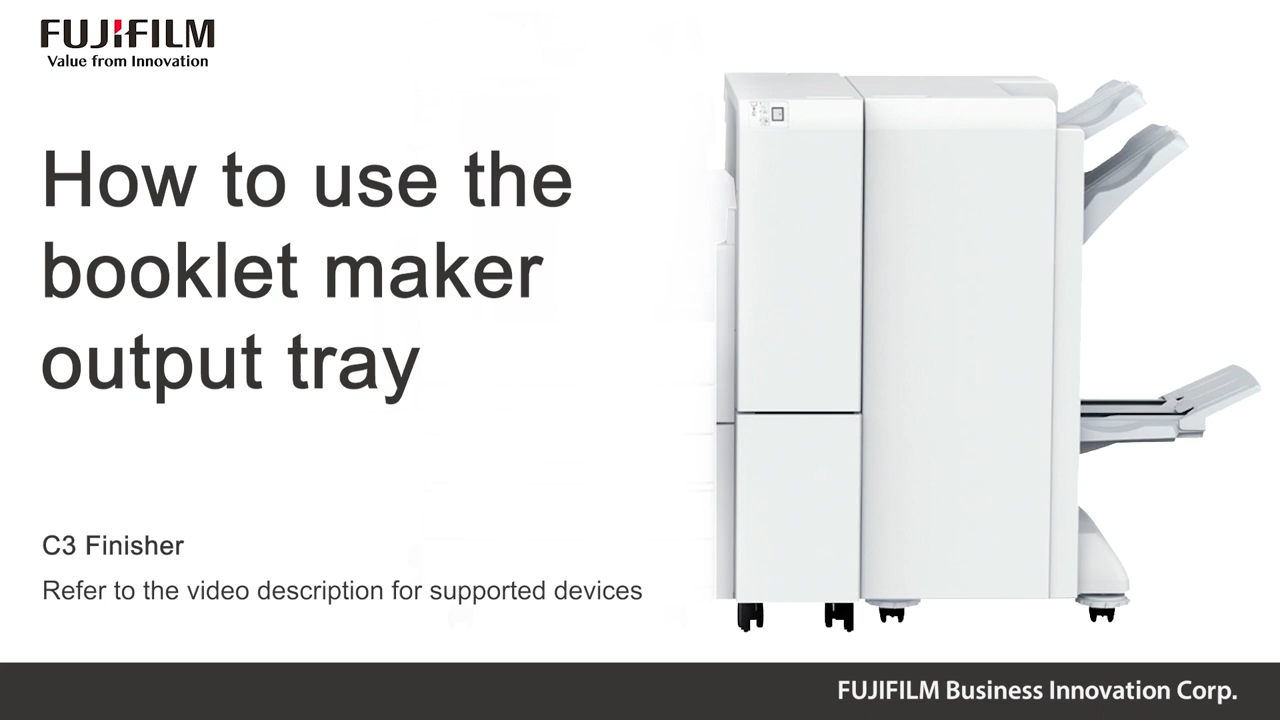 FUJIFILM
Value from Innovation
How to use the
booklet maker
output tray
C3 Finisher
Refer to the video description for supported devices
FUJIFILM Business Innovation Corp.